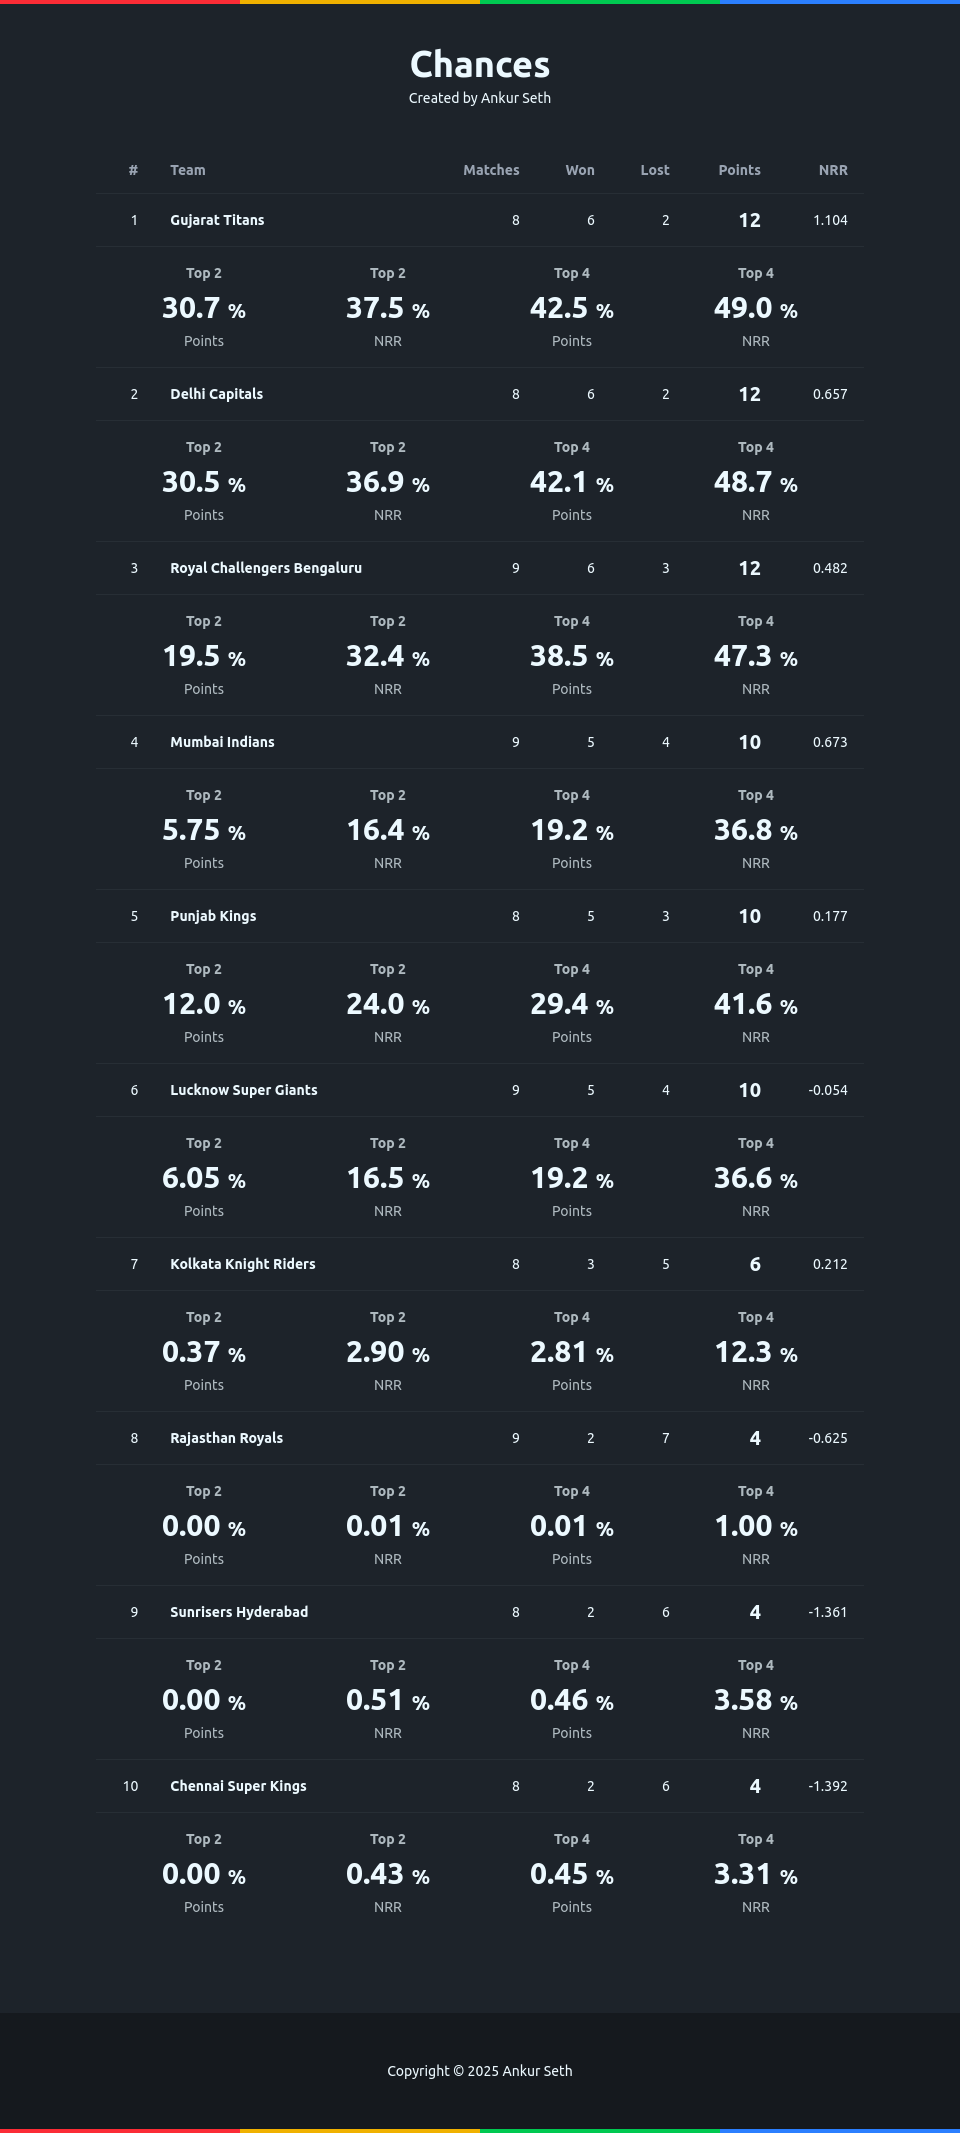 Chances
Created by Ankur Seth
# Team Matches Won Lost Points NRR
1 Gujarat Titans 8 6 2 12 1.104
Top 2 Top 2 Top 4 Top 4
30.7 % 37.5 % 42.5 % 49.0 %
Points NRR Points NRR
2 Delhi Capitals 8 6 2 12 0.657
Top 2 Top 2 Top 4 Top 4
30.5 % 36.9 % 42.1 % 48.7 %
Points NRR Points NRR
3 Royal Challengers Bengaluru 9 6 3 12 0.482
Top 2 Top 2 Top 4 Top 4
19.5 % 32.4 % 38.5 % 47.3 %
Points NRR Points NRR
4 Mumbai Indians 9 5 4 10 0.673
Top 2 Top 2 Top 4 Top 4
5.75 % 16.4 % 19.2 % 36.8 %
Points NRR Points NRR
5 Punjab Kings 8 5 3 10 0.177
Top 2 Top 2 Top 4 Top 4
12.0 % 24.0 % 29.4 % 41.6 %
Points NRR Points NRR
6 Lucknow Super Giants 9 5 4 10 -0.054
Top 2 Top 2 Top 4 Top 4
6.05 % 16.5 % 19.2 % 36.6 %
Points NRR Points NRR
7 Kolkata Knight Riders 8 3 5 6 0.212
Top 2 Top 2 Top 4 Top 4
0.37 % 2.90 % 2.81 % 12.3 %
Points NRR Points NRR
8 Rajasthan Royals 9 2 7 4 -0.625
Top 2 Top 2 Top 4 Top 4
0.00 % 0.01 % 0.01 % 1.00 %
Points NRR Points NRR
9 Sunrisers Hyderabad 8 2 6 4 -1.361
Top 2 Top 2 Top 4 Top 4
0.00 % 0.51 % 0.46 % 3.58 %
Points NRR Points NRR
10 Chennai Super Kings 8 2 6 4 -1.392
Top 2 Top 2 Top 4 Top 4
0.00 % 0.43 % 0.45 % 3.31 %
Points NRR Points NRR
Copyright © 2025 Ankur Seth